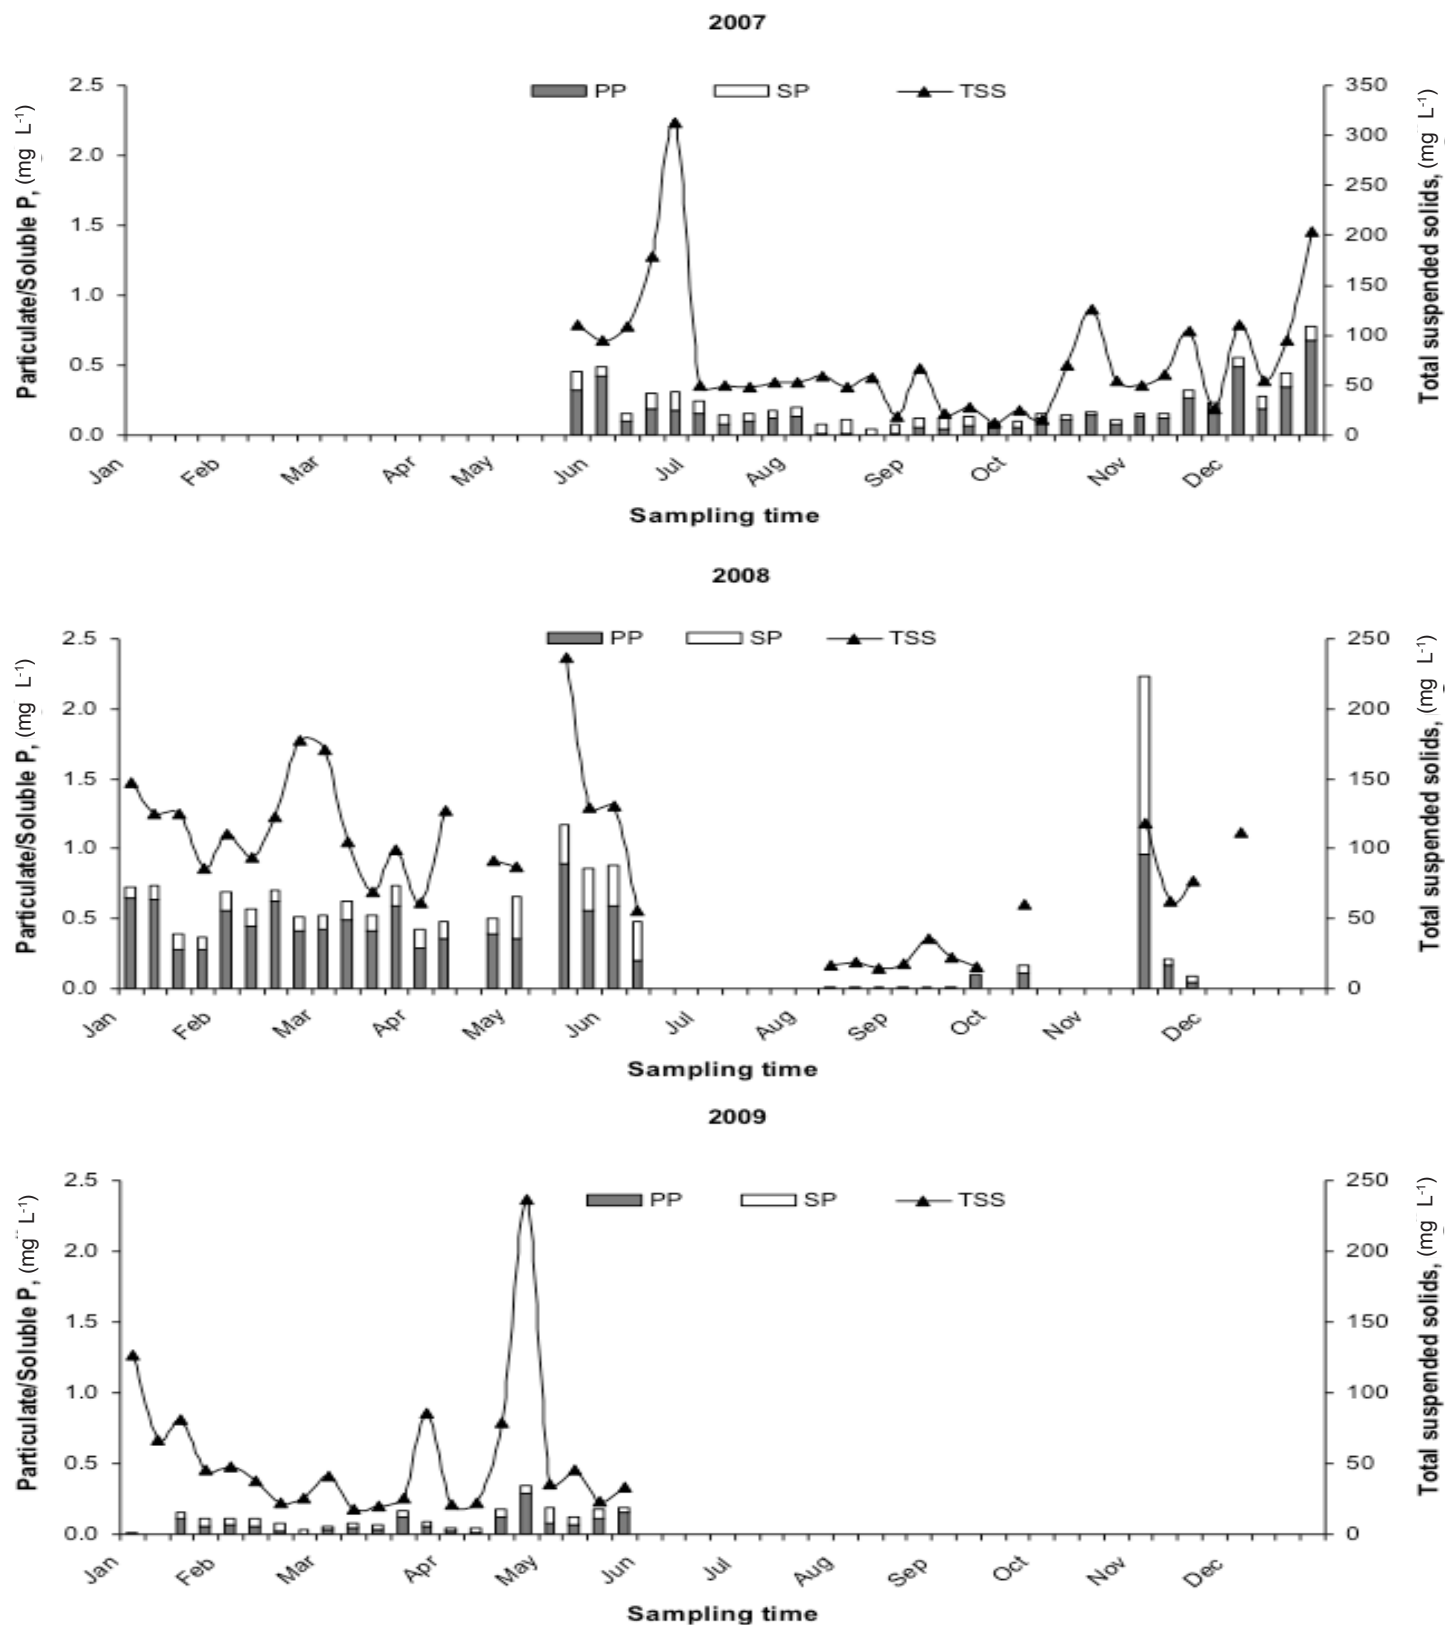 2007
PP SP TSS
2.5
2.0
1.5
1.0
0.5
0.0
350
300
250
200
150
100
50
0
Particulate/Soluble P, (mg L-1)
Total suspended solids, (mg L-1)
Jan Feb Mar Apr May Jun Jul Aug Sep Oct Nov Dec
Sampling time
2008
PP SP TSS
2.5
2.0
1.5
1.0
0.5
0.0
250
200
150
100
50
0
Particulate/Soluble P, (mg L-1)
Total suspended solids, (mg L-1)
Jan Feb Mar Apr May Jun Jul Aug Sep Oct Nov Dec
Sampling time
2009
PP SP TSS
2.5
2.0
1.5
1.0
0.5
0.0
250
200
150
100
50
0
Particulate/Soluble P, (mg L-1)
Total suspended solids, (mg L-1)
Jan Feb Mar Apr May Jun Jul Aug Sep Oct Nov Dec
Sampling time